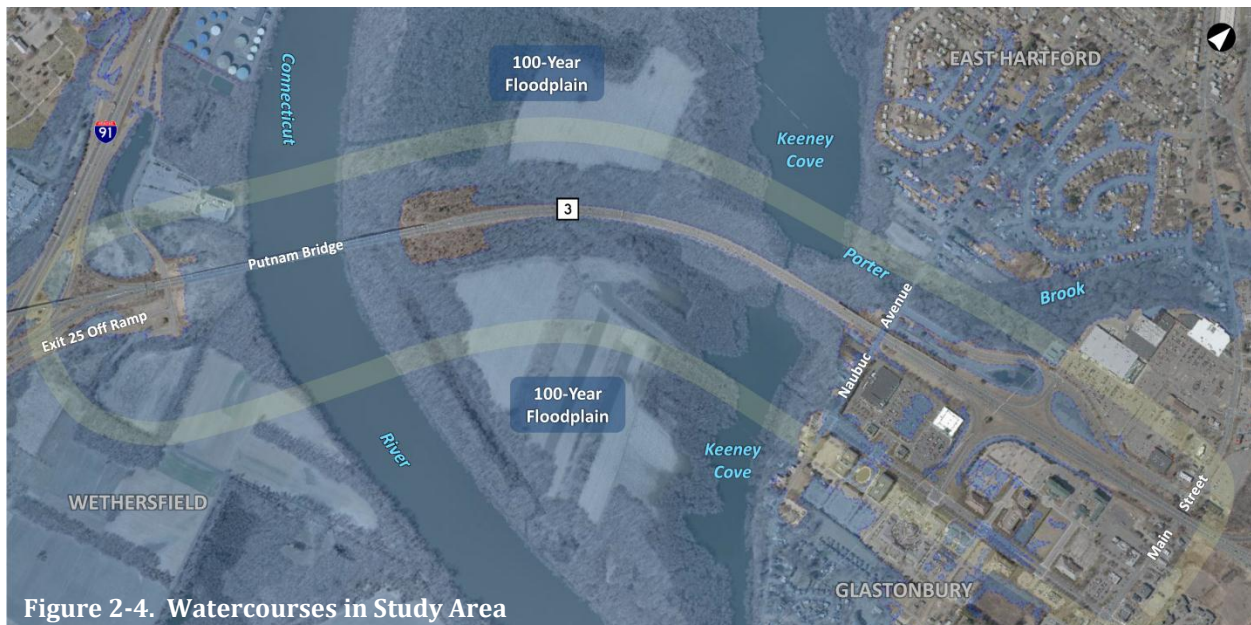 EAST HARTFORD
100-Year
Floodplain
Connecticut
91
Keeney
Cove
3
Putnam Bridge
Porter
Brook
Avenue
Exit 25 Off Ramp
Naubuc
100-Year
Floodplain
River
Keeney
Cove
Street
WETHERSFIELD
Main
GLASTONBURY
Figure 2-4. Watercourses in Study Area